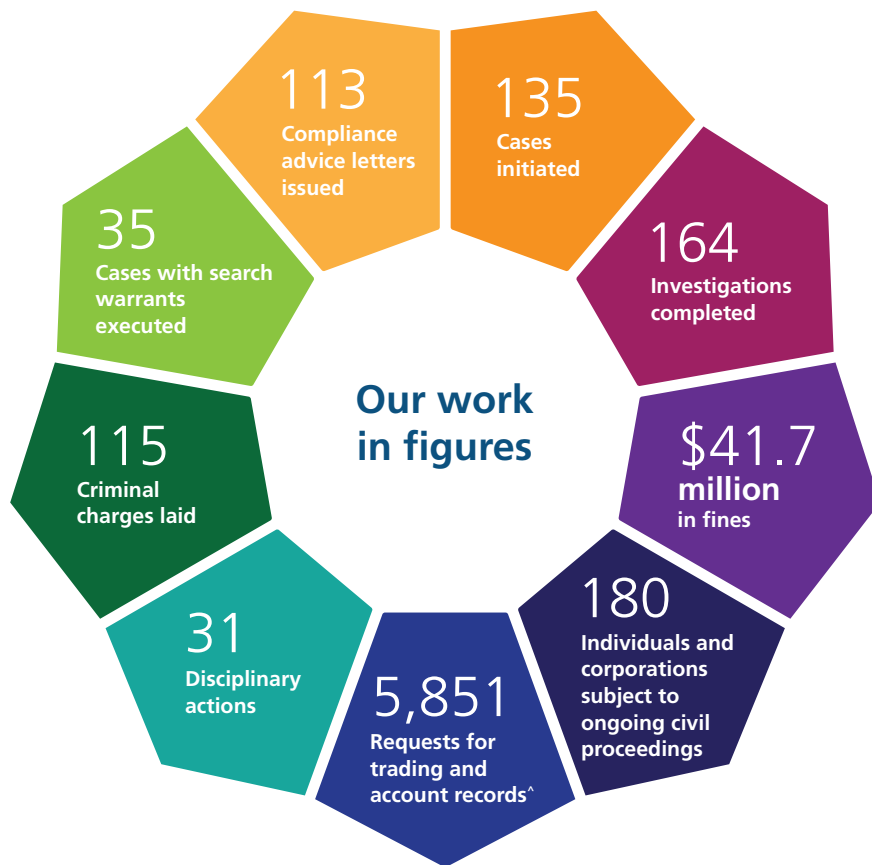 Our work
in figures
135
Cases
initiated
164
Investigations
completed
$41.7
million
in fines
180
Individuals and
corporations
subject to
ongoing civil
proceedings
5,851
Requests for
trading and
account records^
31
Disciplinary
actions
115
Criminal
charges laid
35
Cases with search
warrants
executed
113
Compliance
advice letters
issued